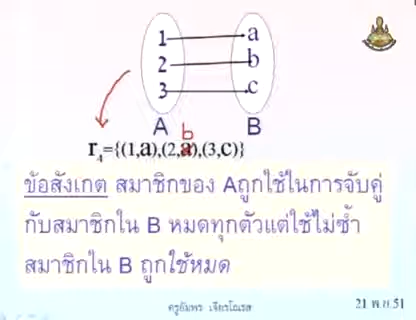 1 a
2 b
3 c
A B
b
r₄={(1,a),(2,a),(3,c)}
ข้อสังเกต สมาชิกของ Aถูกใช้ในการจับคู่
กับสมาชิกใน B หมดทุกตัวแต่ใช้ไม่ซ้ำ
สมาชิกใน B ถูกใช้หมด
ครูอัมพร เจียรโณรส
21 พ.ย.51